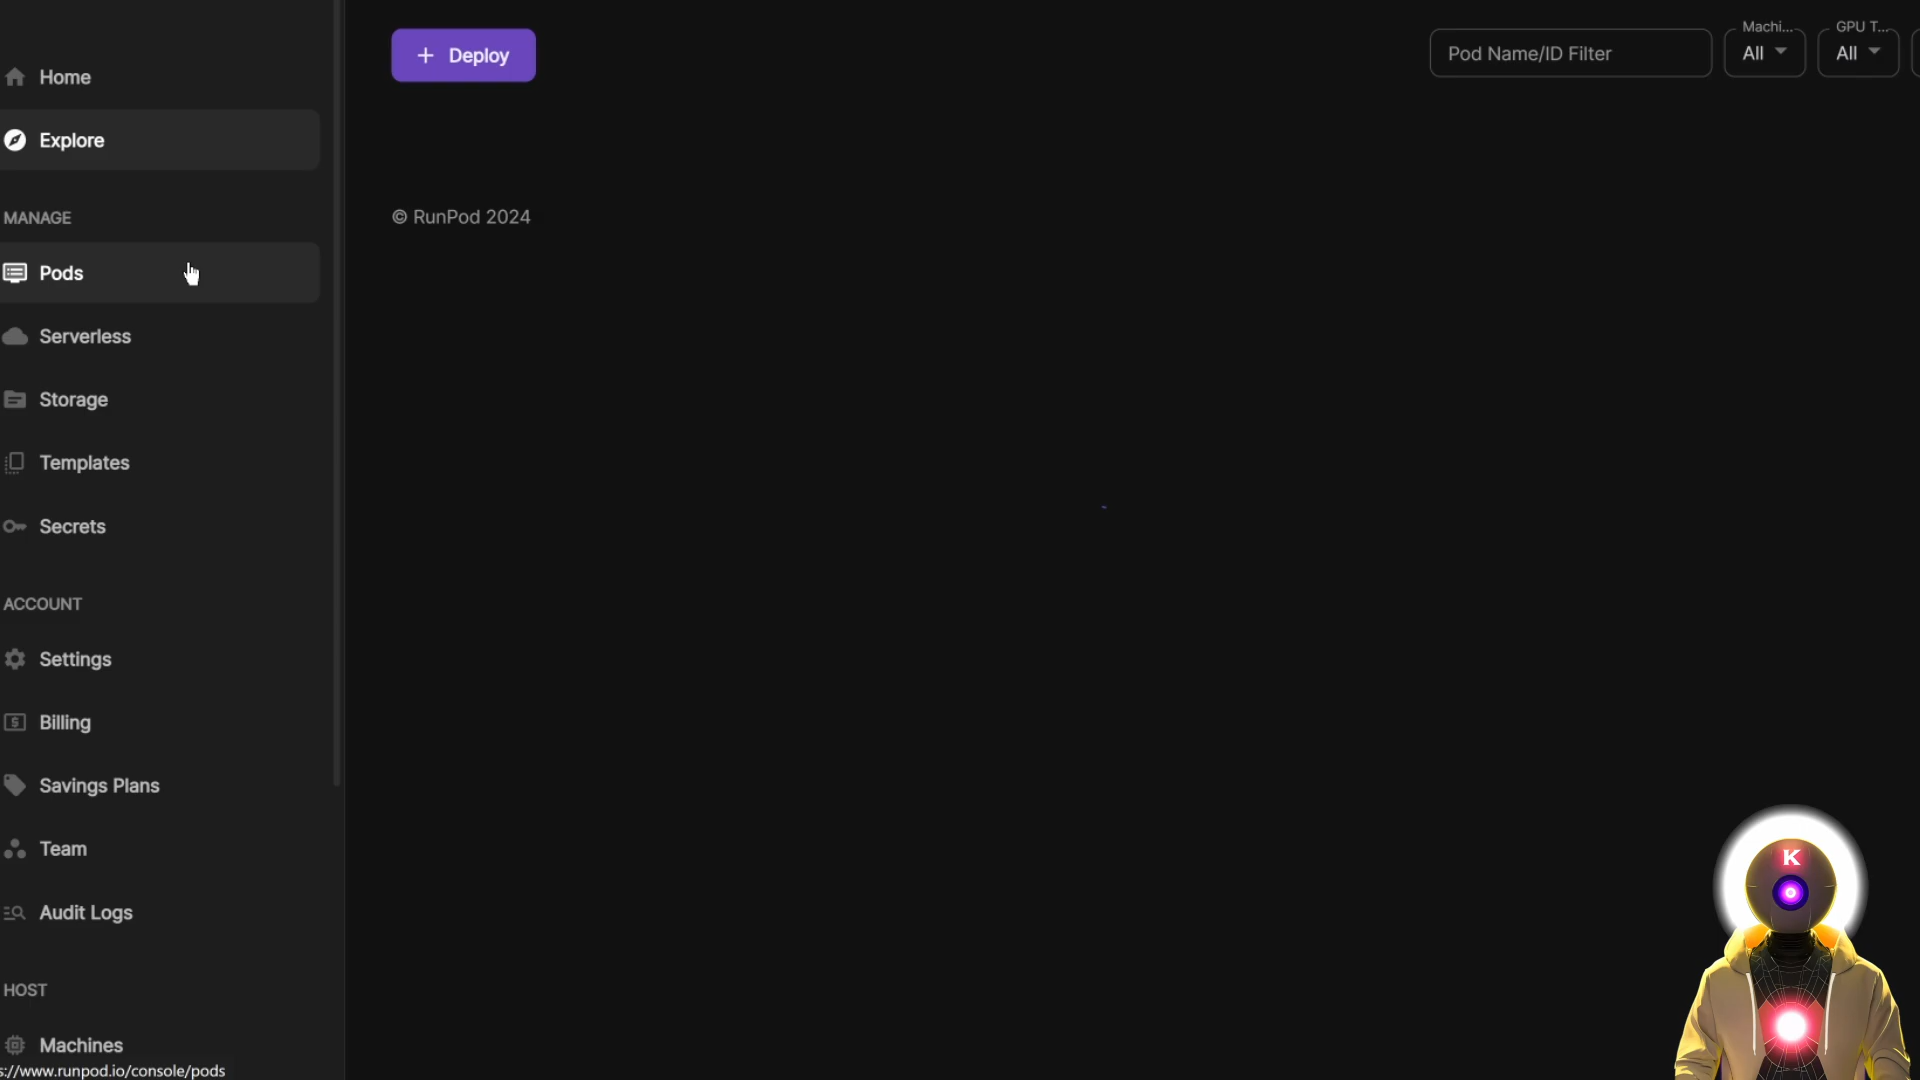 Home
Explore
MANAGE
Pods
Serverless
Storage
Templates
Secrets
ACCOUNT
Settings
Billing
Savings Plans
Team
Audit Logs
HOST
Machines
s://www.runpod.io/console/pods
+ Deploy
Pod Name/ID Filter
Machi...
All
GPU T...
All
© RunPod 2024
K